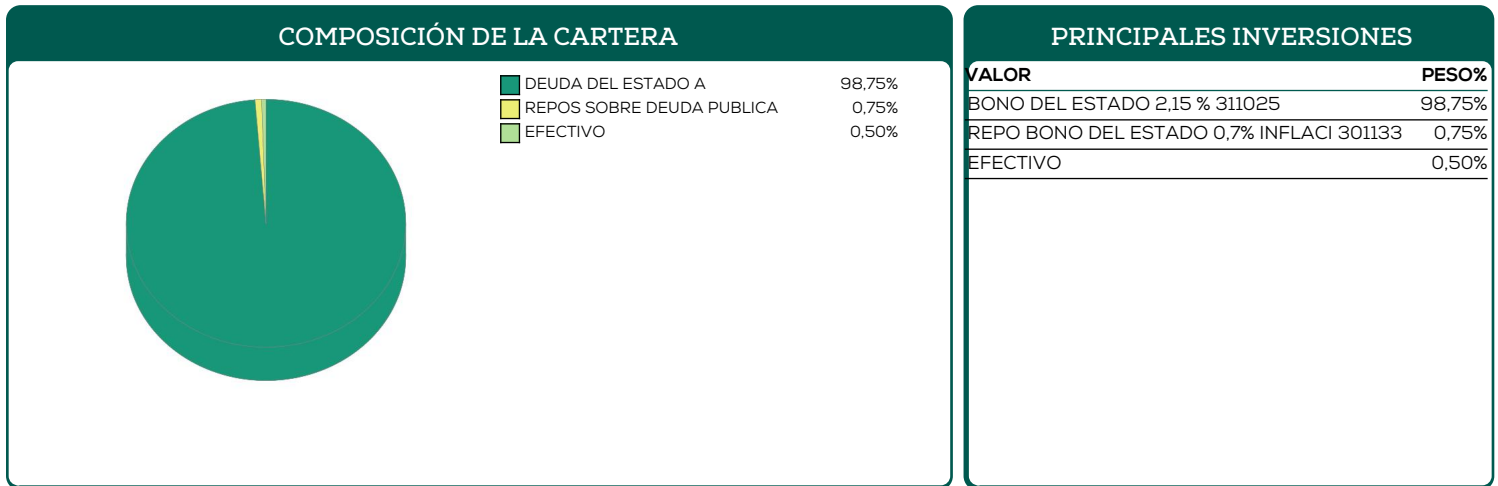 COMPOSICIÓN DE LA CARTERA
DEUDA DEL ESTADO A 98,75%
REPOS SOBRE DEUDA PUBLICA 0,75%
EFECTIVO 0,50%
PRINCIPALES INVERSIONES
VALOR PESO%
BONO DEL ESTADO 2,15 % 311025 98,75%
REPO BONO DEL ESTADO 0,7% INFLACI 301133 0,75%
EFECTIVO 0,50%